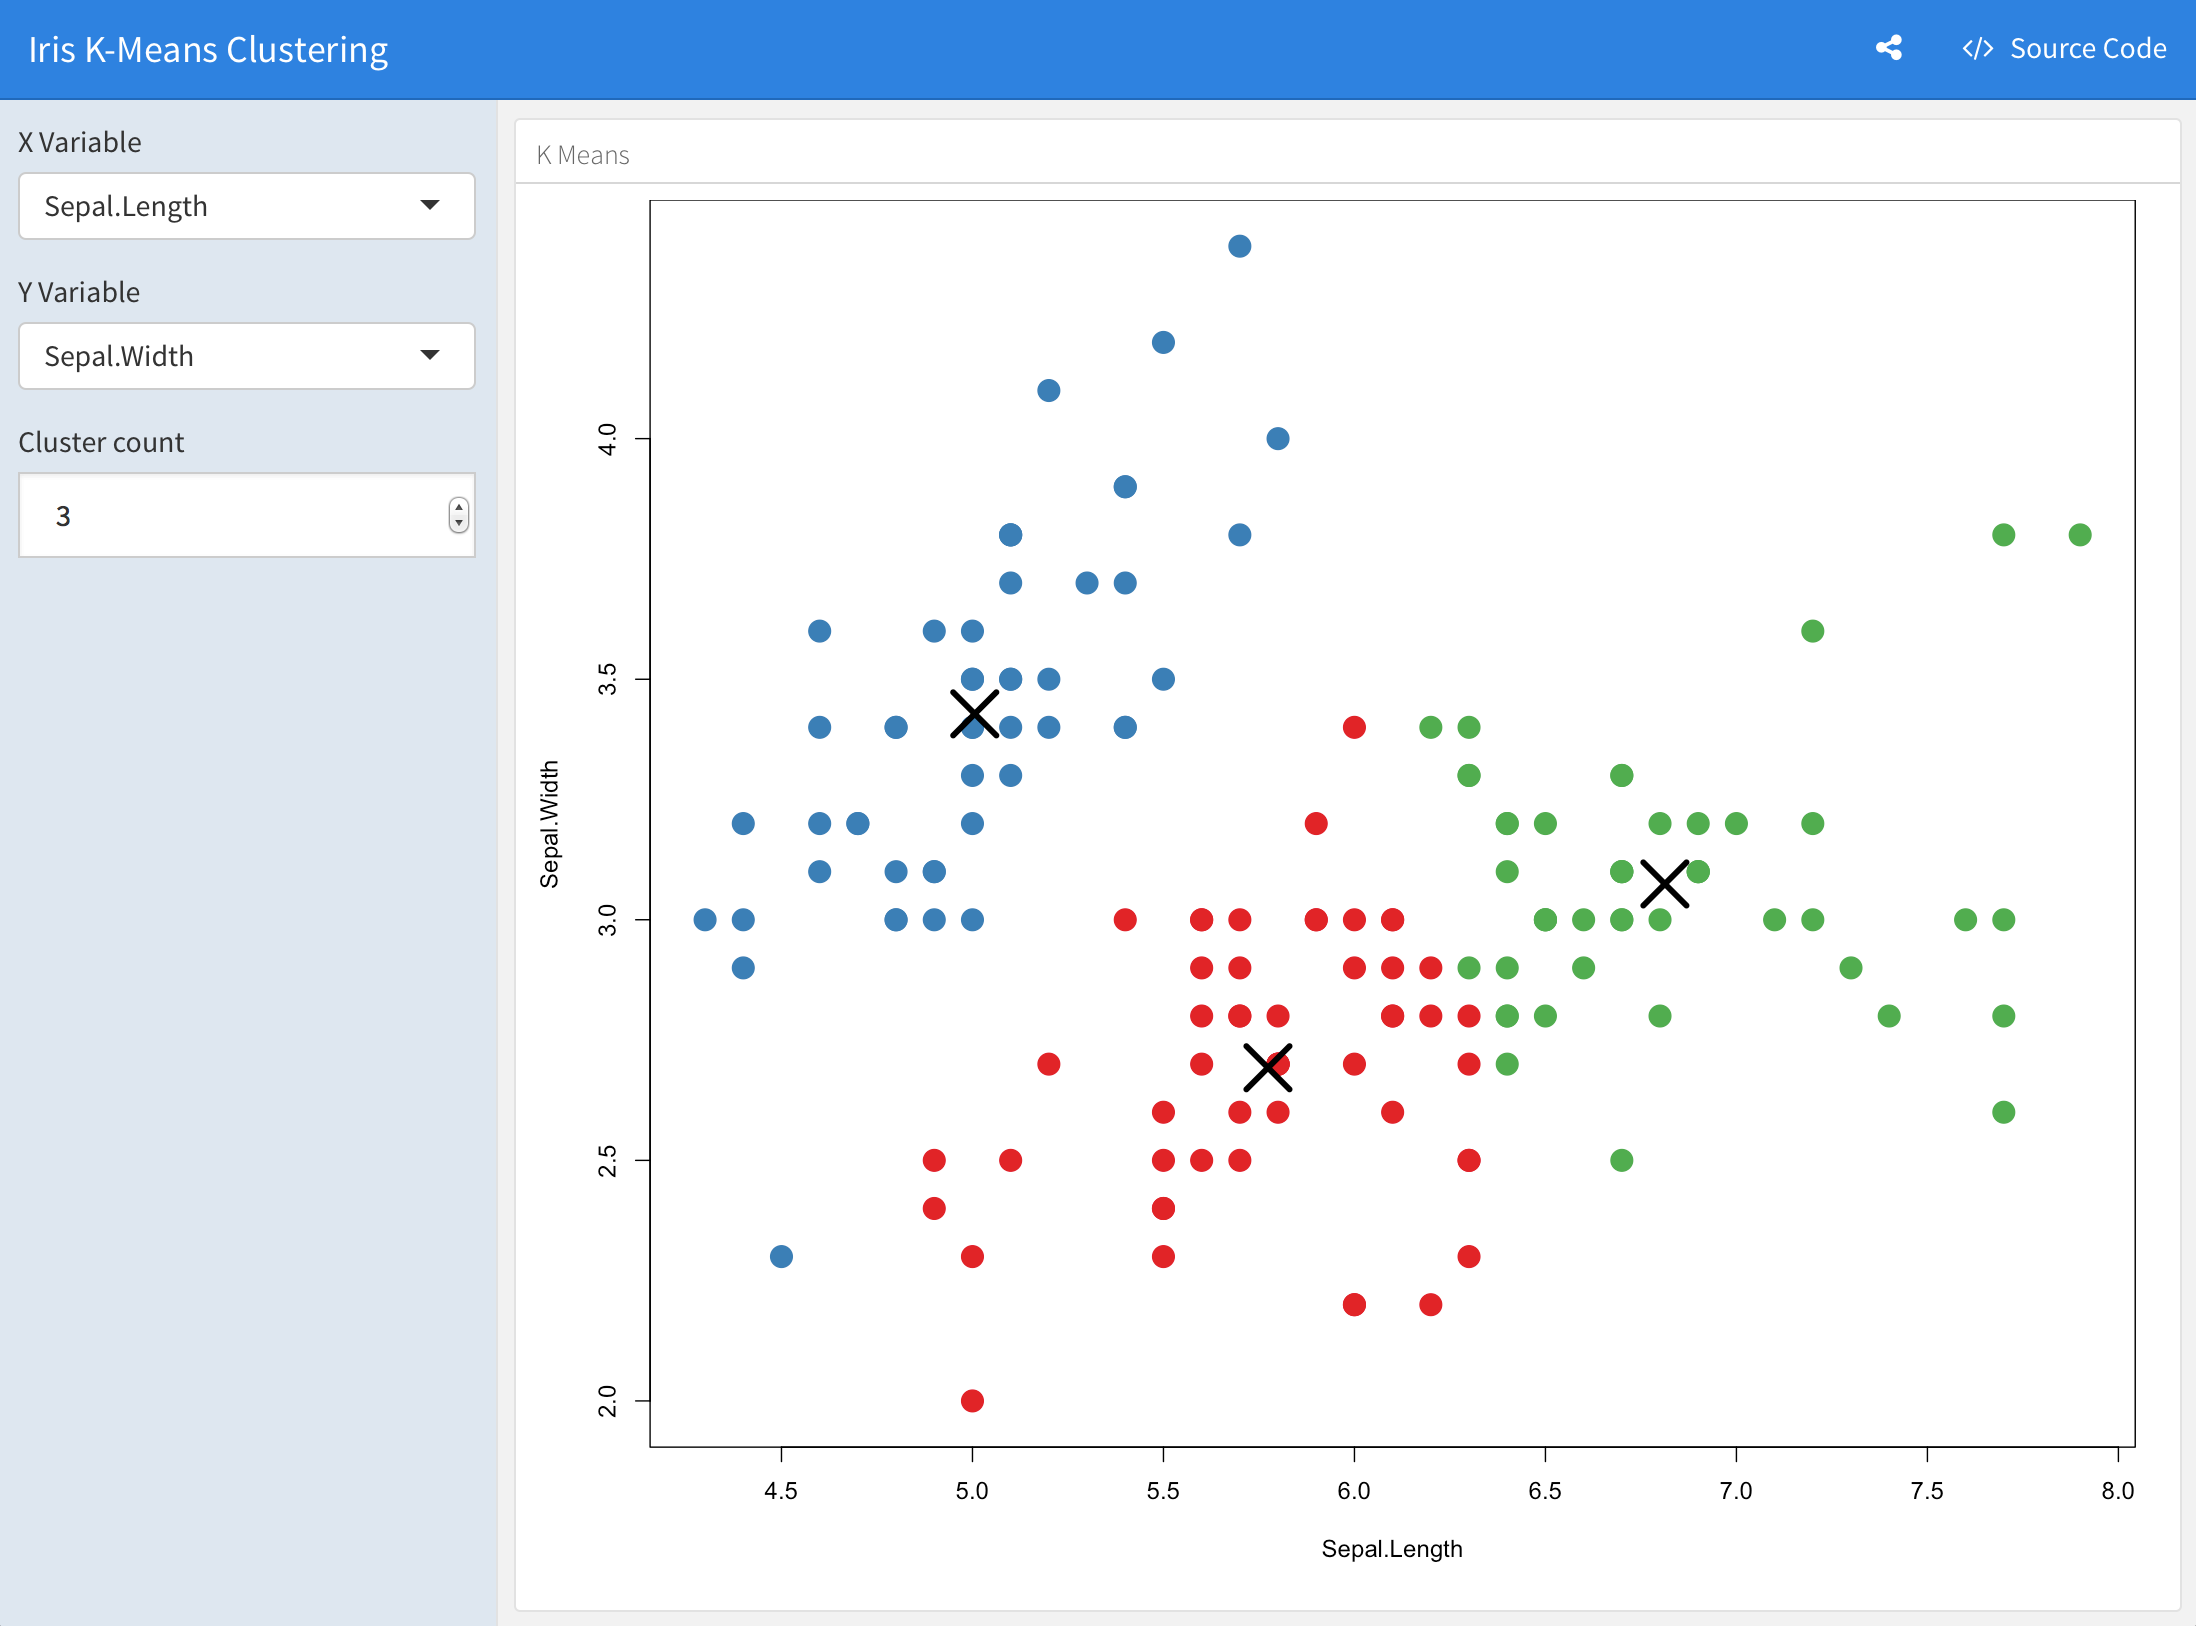 Iris K-Means Clustering
</> Source Code
X Variable
Sepal.Length
Y Variable
Sepal.Width
Cluster count
3
K Means
4.0
3.5
3.0
2.5
2.0
Sepal.Width
4.5 5.0 5.5 6.0 6.5 7.0 7.5 8.0
Sepal.Length